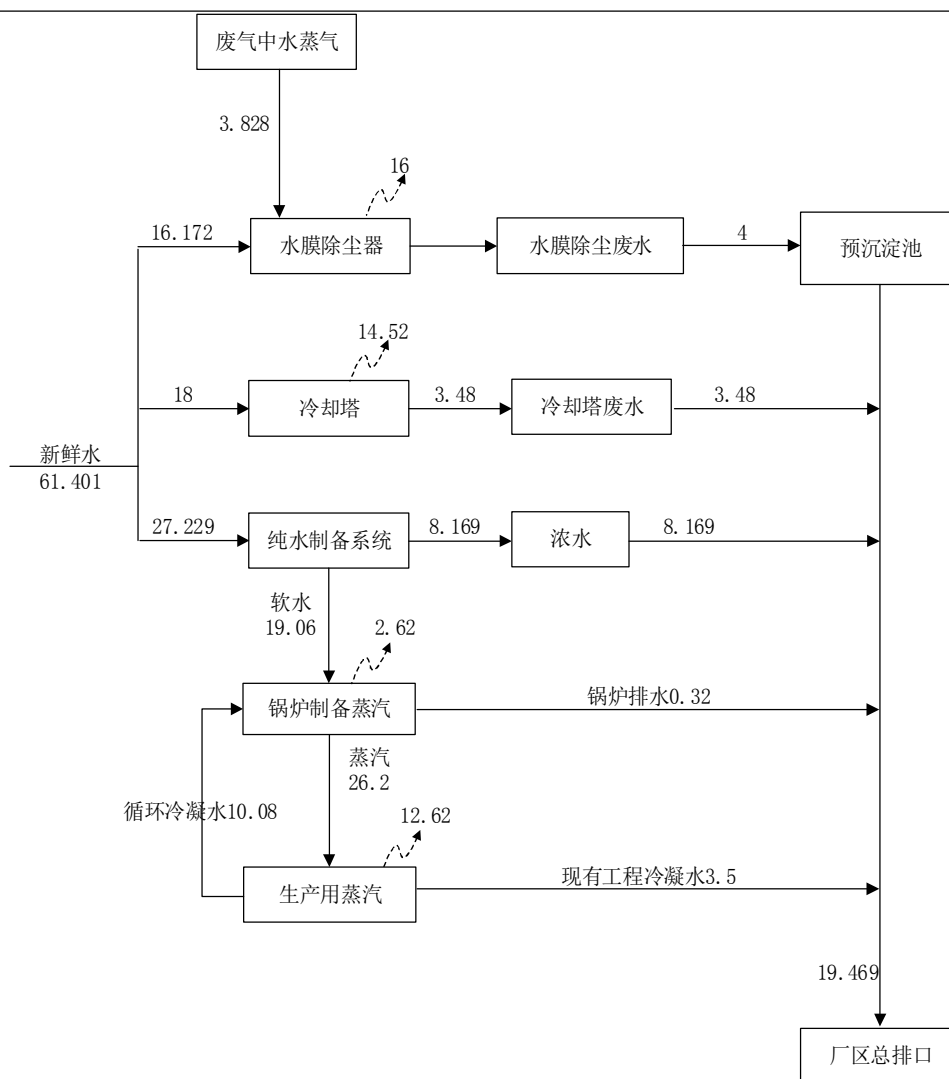 废气中水蒸气
3.828
16
16.172
水膜除尘器
水膜除尘废水
4
预沉淀池
14.52
18
冷却塔
3.48
冷却塔废水
3.48
新鲜水
61.401
27.229
纯水制备系统
8.169
浓水
8.169
软水
19.06
2.62
锅炉制备蒸汽
锅炉排水0.32
蒸汽
26.2
循环冷凝水10.08
12.62
生产用蒸汽
现有工程冷凝水3.5
19.469
厂区总排口